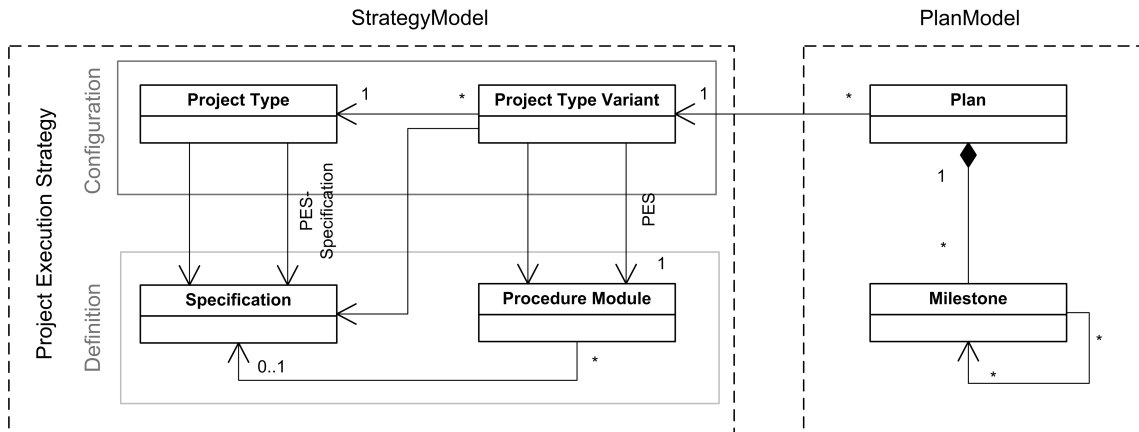 StrategyModel
PlanModel
Project Execution Strategy
Configuration
Project Type
1
*
Project Type Variant
1
*
Plan
PES-
Specification
PES
1
1
*
Definition
Specification
Procedure Module
Milestone
0..1
*
*
*